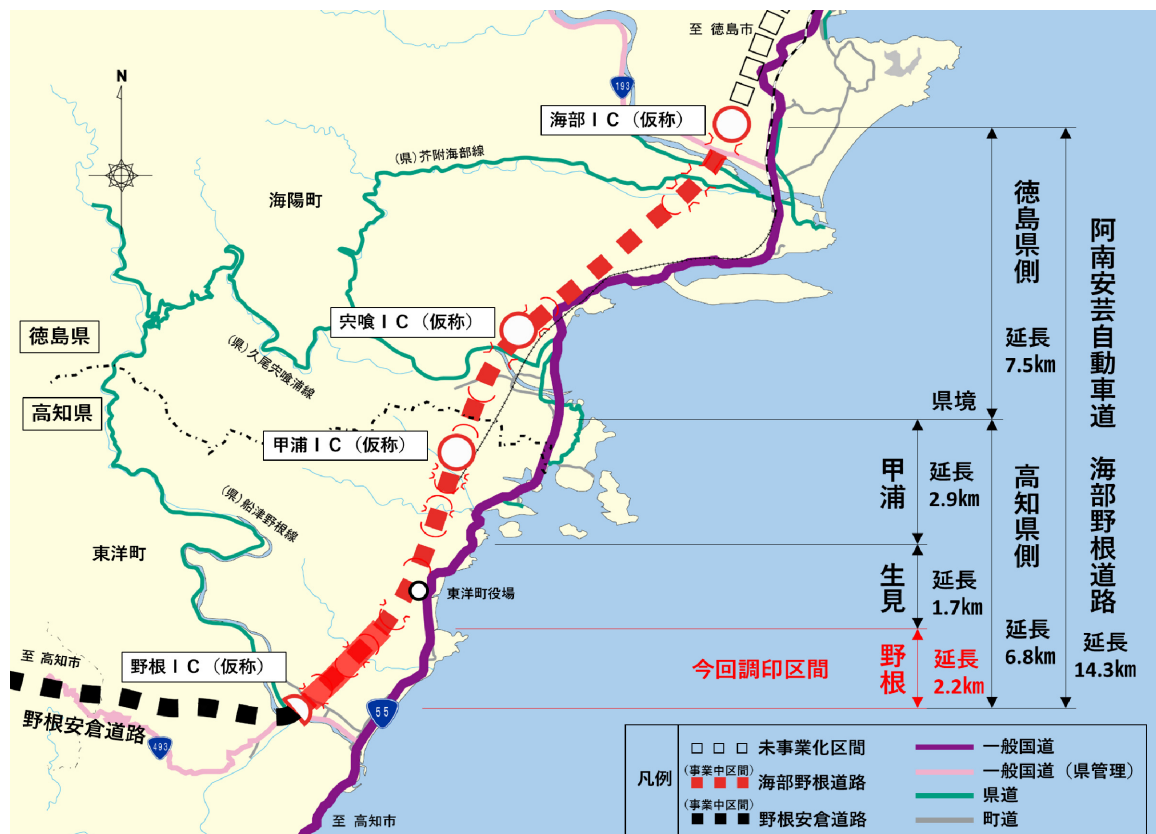 至 徳島市
N
193
海部IC（仮称）
(県)芥附海部線
海陽町
徳島県側
阿南安芸自動車道 海部野根道路
宍喰IC（仮称）
徳島県
(県)久尾宍喰浦線
延長
7.5km
高知県
県境
甲浦IC（仮称）
甲浦
延長
2.9km
高知県側
(県)船津野根線
東洋町
生見
延長
1.7km
東洋町役場
至 高知市
野根IC（仮称）
今回調印区間
野根
延長
2.2km
延長
6.8km
延長
14.3km
野根安倉道路
493
55
至 高知市
凡例
未事業化区間
(事業中区間)
海部野根道路
(事業中区間)
野根安倉道路
一般国道
一般国道（県管理）
県道
町道